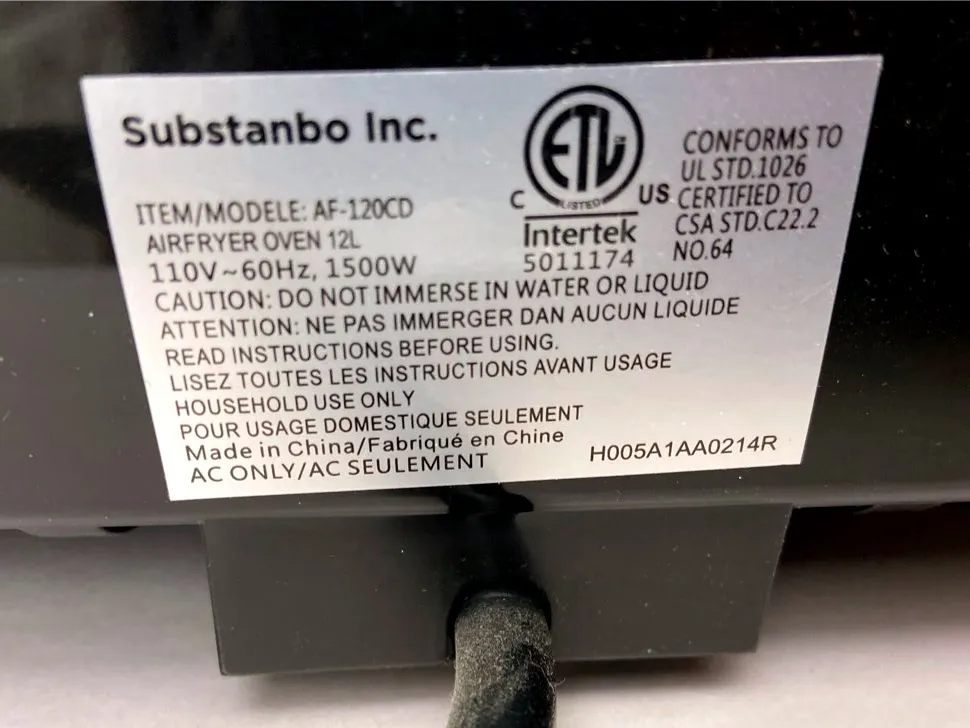 Substanbo Inc.
ETL
LISTED
C US
Intertek
5011174
CONFORMS TO
UL STD.1026
CERTIFIED TO
CSA STD.C22.2
NO.64
ITEM/MODELE: AF-120CD
AIRFRYER OVEN 12L
110V~60Hz, 1500W
CAUTION: DO NOT IMMERSE IN WATER OR LIQUID
ATTENTION: NE PAS IMMERGER DAN AUCUN LIQUIDE
READ INSTRUCTIONS BEFORE USING.
LISEZ TOUTES LES INSTRUCTIONS AVANT USAGE
HOUSEHOLD USE ONLY
POUR USAGE DOMESTIQUE SEULEMENT
Made in China/Fabriqué en Chine
AC ONLY/AC SEULEMENT
H005A1AA0214R